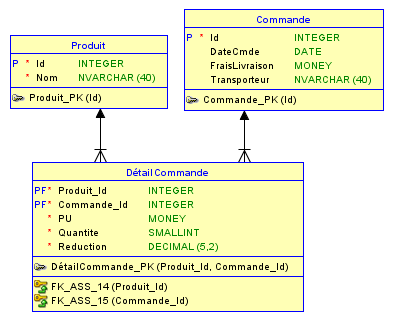 Produit
P * Id INTEGER
* Nom NVARCHAR (40)
Produit_PK (Id)
Commande
P * Id INTEGER
DateCmde DATE
FraisLivraison MONEY
Transporteur NVARCHAR (40)
Commande_PK (Id)
DétailCommande
PF* Produit_Id INTEGER
PF* Commande_Id INTEGER
* PU MONEY
* Quantite SMALLINT
* Reduction DECIMAL (5,2)
DétailCommande_PK (Produit_Id, Commande_Id)
FK_ASS_14 (Produit_Id)
FK_ASS_15 (Commande_Id)